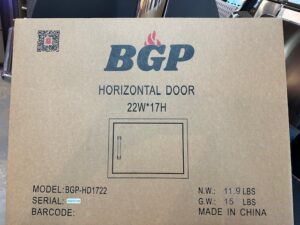 BGP
HORIZONTAL DOOR
22W*17H
MODEL:BGP-HD1722
SERIAL:
BARCODE:
N.W.: 11.9 LBS
G.W.: 15 LBS
MADE IN CHINA